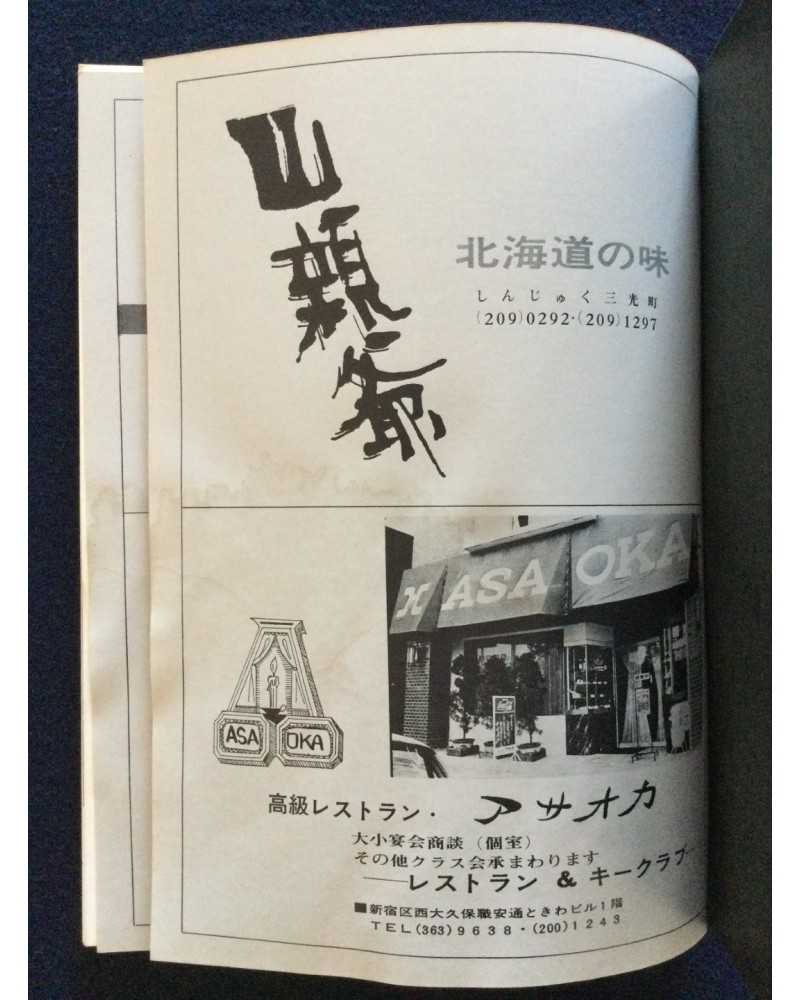 山親爺
北海道の味
しんじゅく三光町
(209)0292・(209)1297
ASA OKA
ASA OKA
高級レストラン・アサオカ
大小宴会商談(個室)
その他クラス会承まわります
──レストラン & キークラブ─
■新宿区西大久保職安通ときわビル1階
TEL(363)9638・(200)1243